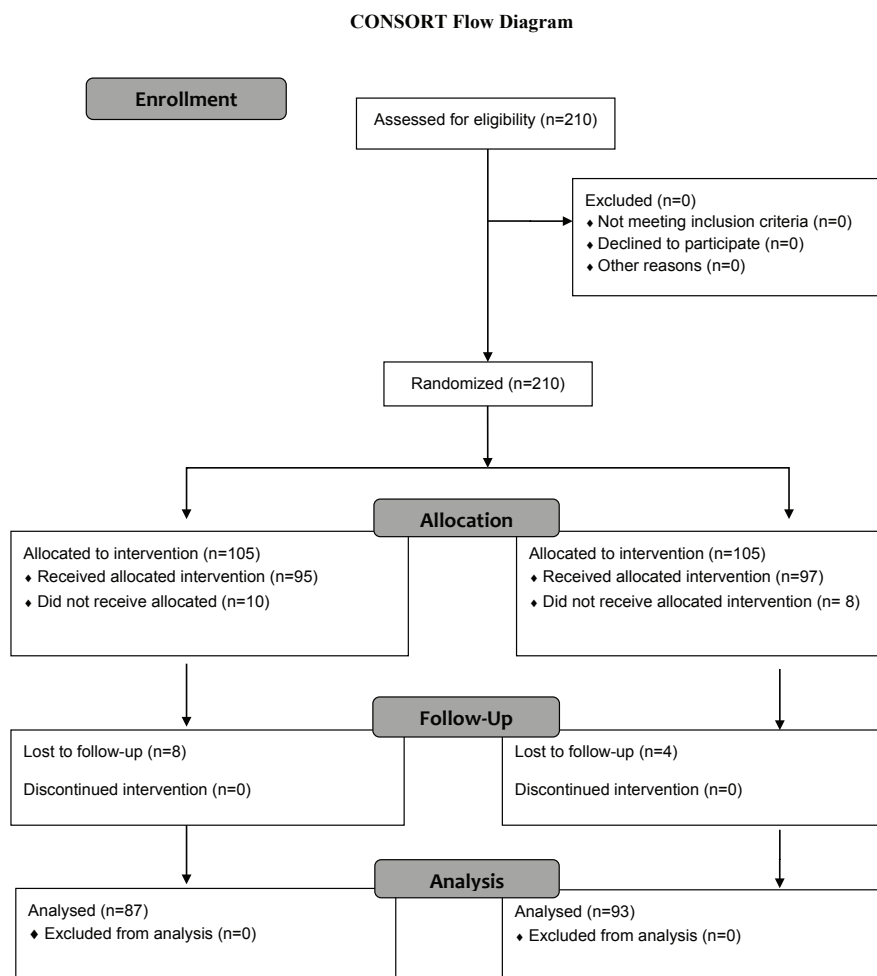 CONSORT Flow Diagram
Enrollment
Assessed for eligibility (n=210)
Excluded (n=0)
♦ Not meeting inclusion criteria (n=0)
♦ Declined to participate (n=0)
♦ Other reasons (n=0)
Randomized (n=210)
Allocation
Allocated to intervention (n=105)
♦ Received allocated intervention (n=95)
♦ Did not receive allocated (n=10)
Allocated to intervention (n=105)
♦ Received allocated intervention (n=97)
♦ Did not receive allocated intervention (n= 8)
Follow-Up
Lost to follow-up (n=8)
Discontinued intervention (n=0)
Lost to follow-up (n=4)
Discontinued intervention (n=0)
Analysis
Analysed (n=87)
♦ Excluded from analysis (n=0)
Analysed (n=93)
♦ Excluded from analysis (n=0)